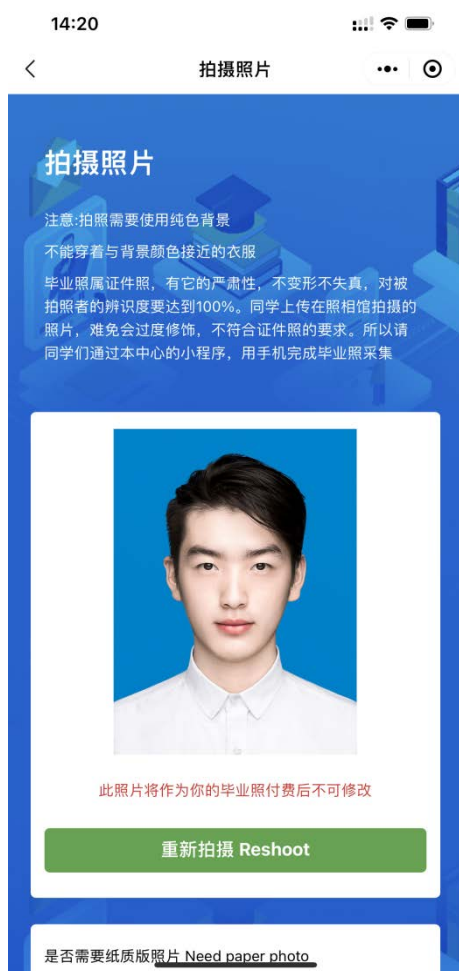 14:20
拍摄照片
拍摄照片
注意:拍照需要使用纯色背景
不能穿着与背景颜色接近的衣服
毕业照属证件照，有它的严肃性，不变形不失真，对被
拍照者的辨识度要达到100%。同学上传在照相馆拍摄的
照片，难免会过度修饰，不符合证件照的要求。所以请
同学们通过本中心的小程序，用手机完成毕业照采集
此照片将作为你的毕业照付费后不可修改
重新拍摄 Reshoot
是否需要纸质版照片 Need paper photo